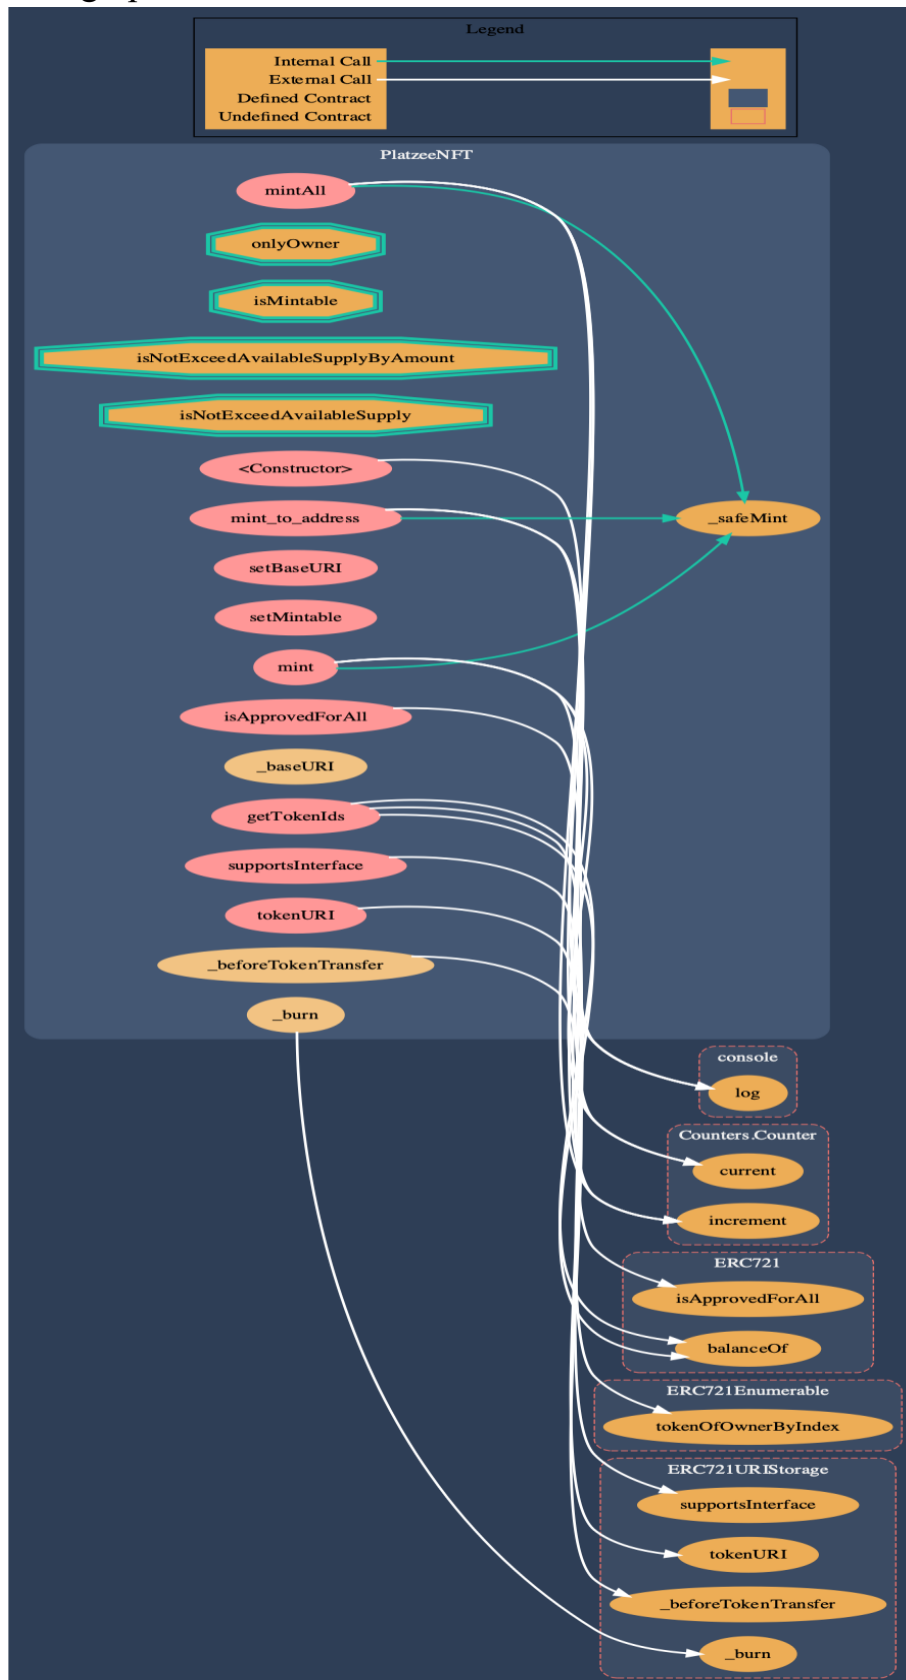 Legend
Internal Call
External Call
Defined Contract
Undefined Contract
PlatzeeNFT
mintAll
onlyOwner
isMintable
isNotExceedAvailableSupplyByAmount
isNotExceedAvailableSupply
<Constructor>
mint_to_address
_safeMint
setBaseURI
setMintable
mint
isApprovedForAll
_baseURI
getTokenIds
supportsInterface
tokenURI
_beforeTokenTransfer
_burn
console
log
Counters.Counter
current
increment
ERC721
isApprovedForAll
balanceOf
ERC721Enumerable
tokenOfOwnerByIndex
ERC721URIStorage
supportsInterface
tokenURI
_beforeTokenTransfer
_burn